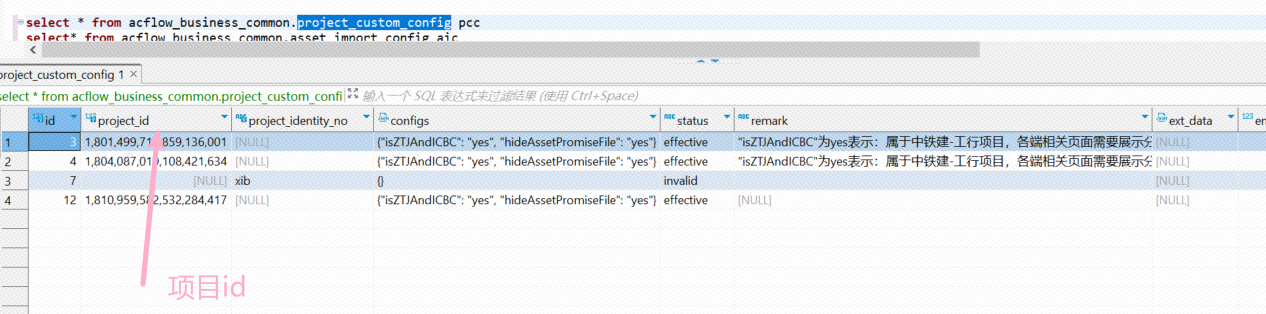 select * from acflow_business_common.project_custom_config pcc
select* from acflow_business_common.asset_import_config aic
project_custom_config 1
select * from acflow_business_common.project_custom_confi 输入一个 SQL 表达式来过滤结果 (使用 Ctrl+Space)
id project_id project_identity_no configs status remark ext_data
1 3 1,801,499,71 859,136,001 [NULL] {"isZTJAndICBC": "yes", "hideAssetPromiseFile": "yes"} effective "isZTJAndICBC"为yes表示：属于中铁建-工行项目，各端相关页面需要展示分 [NULL]
2 4 1,804,087,01 108,421,634 [NULL] {"isZTJAndICBC": "yes", "hideAssetPromiseFile": "yes"} effective "isZTJAndICBC"为yes表示：属于中铁建-工行项目，各端相关页面需要展示分 [NULL]
3 7 [NULL] xib {} invalid [NULL]
4 12 1,810,959,582,532,284,417 [NULL] {"isZTJAndICBC": "yes", "hideAssetPromiseFile": "yes"} effective [NULL] [NULL]
项目id